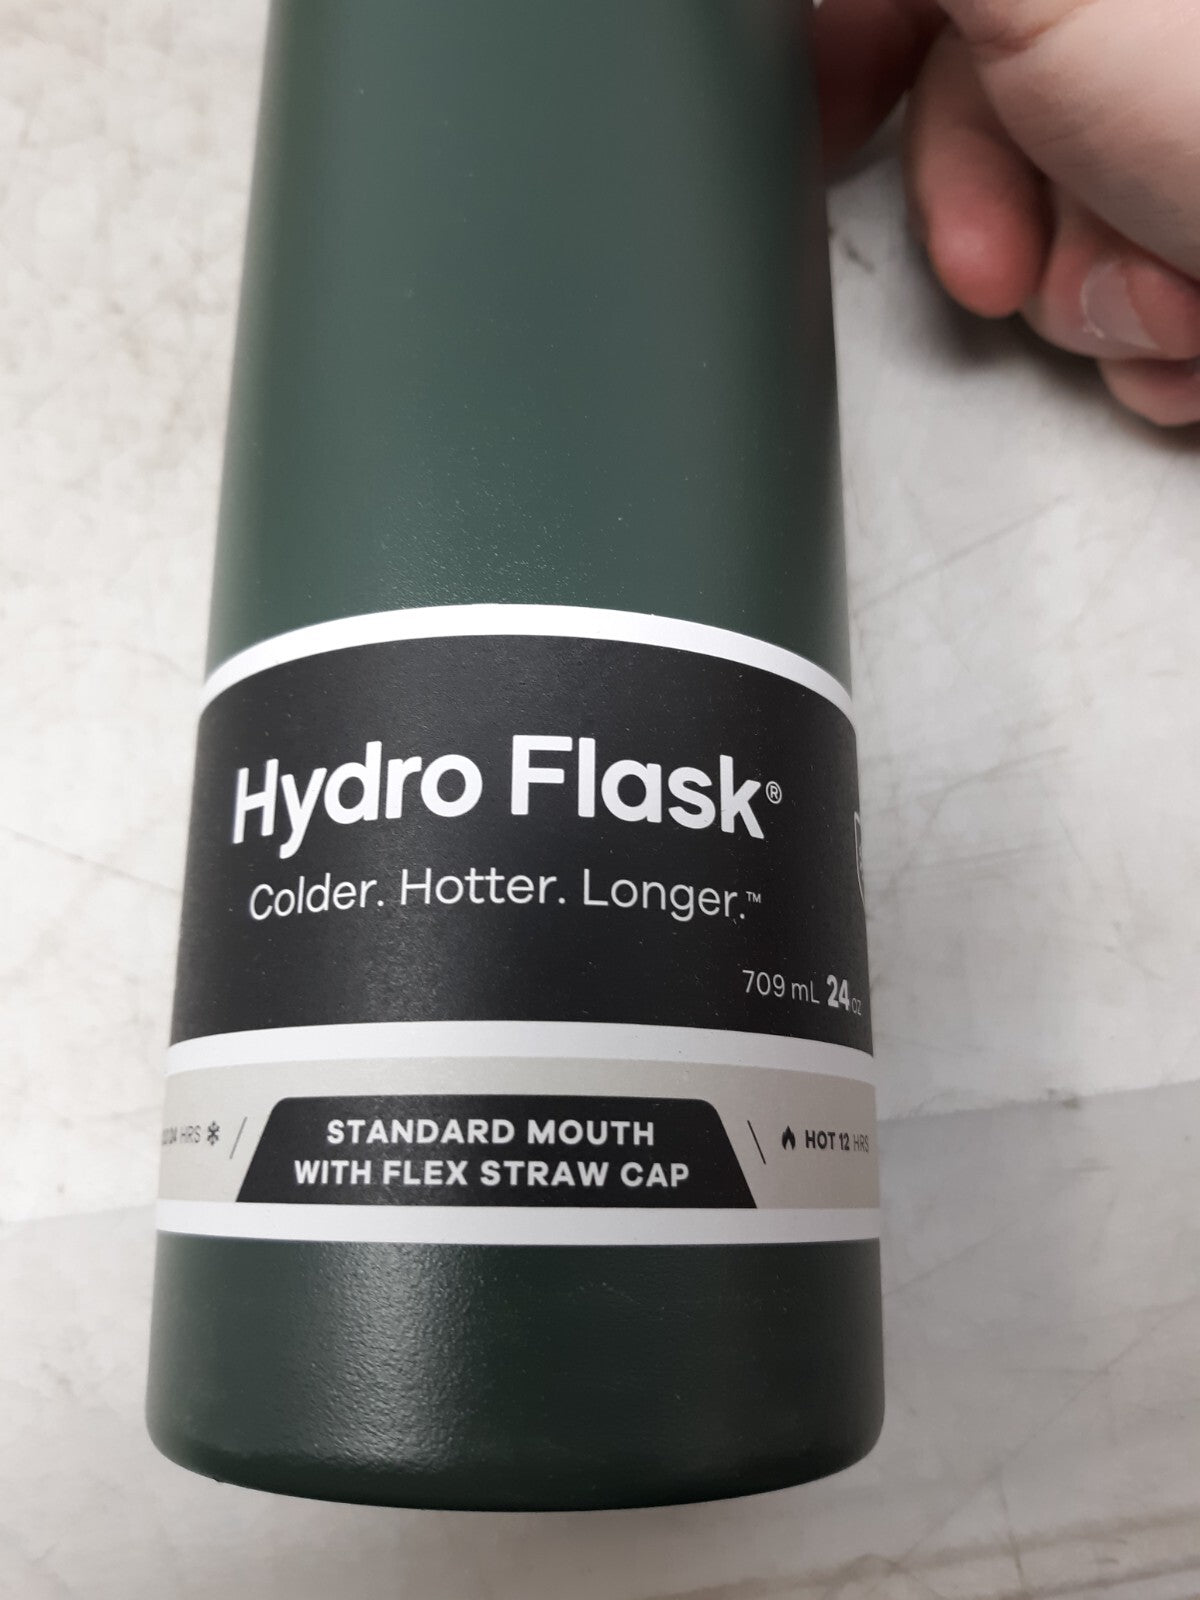 Hydro Flask®
Colder. Hotter. Longer.™
709 mL 24 oz
HRS
STANDARD MOUTH
WITH FLEX STRAW CAP
HOT 12 HRS